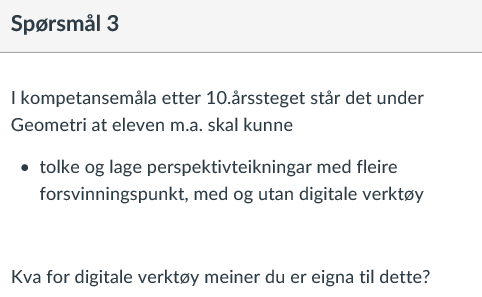 Spørsmål 3
I kompetansemåla etter 10.årssteget står det under
Geometri at eleven m.a. skal kunne
• tolke og lage perspektivteikningar med fleire
forsvinningspunkt, med og utan digitale verktøy
Kva for digitale verktøy meiner du er eigna til dette?